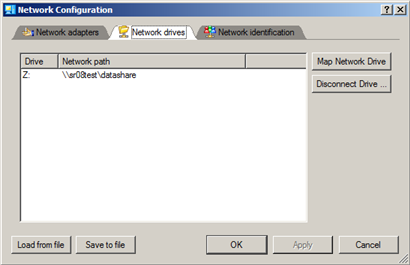 Network Configuration
Network adapters Network drives Network identification
Drive Network path
Z: \\sr08test\datashare
Map Network Drive
Disconnect Drive ...
Load from file Save to file OK Apply Cancel